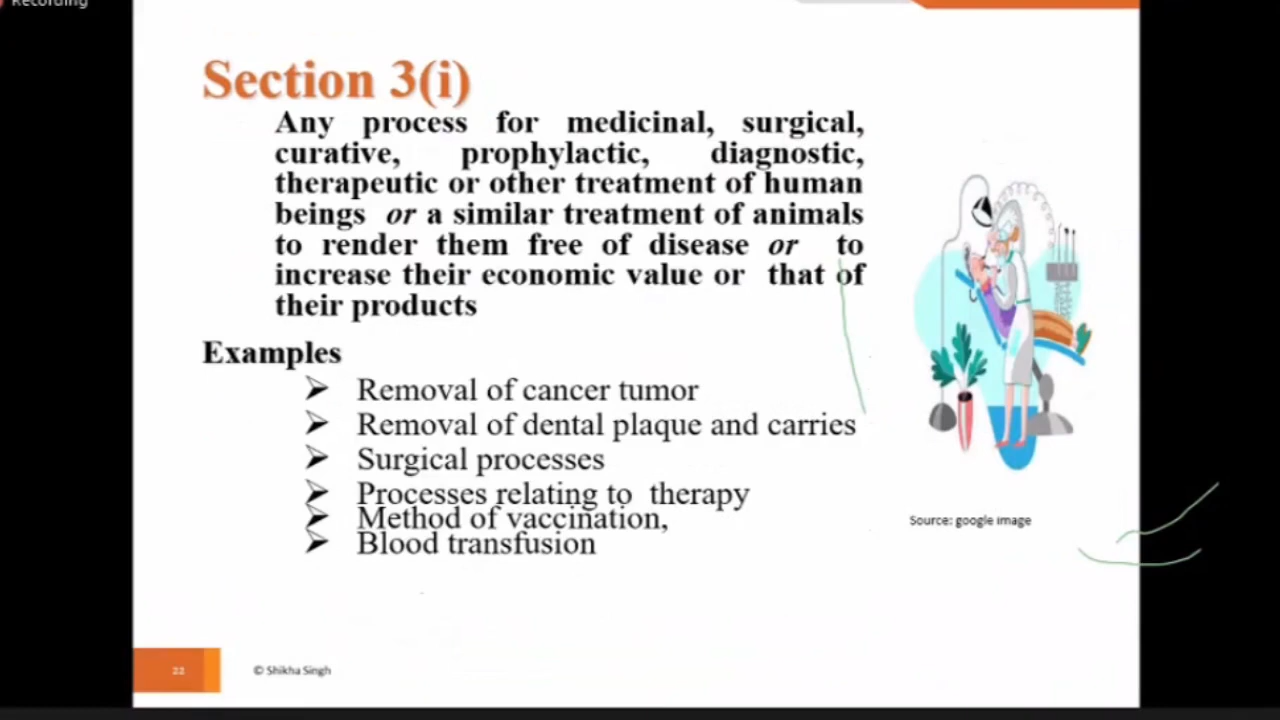 Recording
Section 3(i)
Any process for medicinal, surgical,
curative, prophylactic, diagnostic,
therapeutic or other treatment of human
beings or a similar treatment of animals
to render them free of disease or to
increase their economic value or that of
their products
Examples
➢ Removal of cancer tumor
➢ Removal of dental plaque and carries
➢ Surgical processes
➢ Processes relating to therapy
➢ Method of vaccination,
➢ Blood transfusion
Source: google image
22
© Shikha Singh